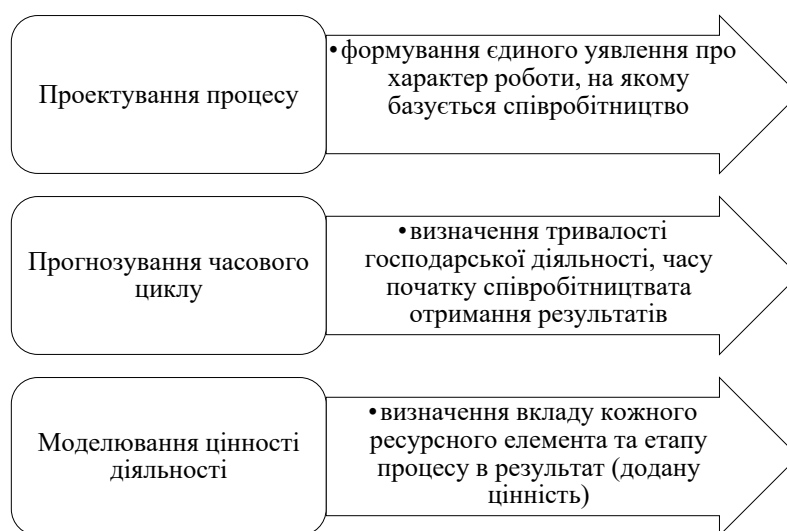 Проектування процесу
•формування єдиного уявлення про
характер роботи, на якому
базується співробітництво
Прогнозування часового
циклу
•визначення тривалості
господарської діяльності, часу
початку співробітництвата
отримання результатів
Моделювання цінності
діяльності
•визначення вкладу кожного
ресурсного елемента та етапу
процесу в результат (додану
цінність)